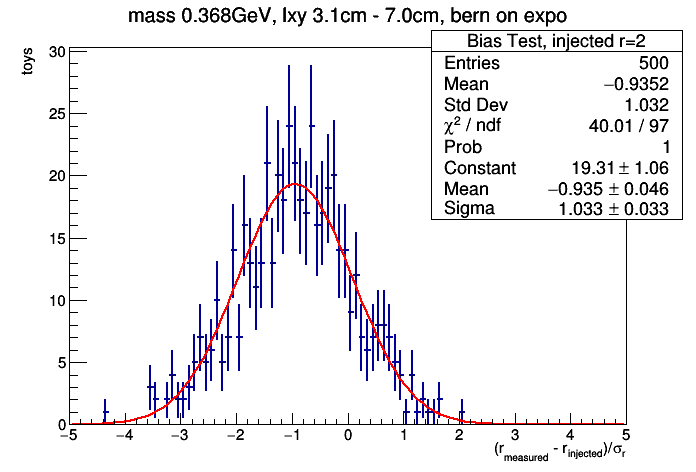 mass 0.368GeV, lxy 3.1cm - 7.0cm, bern on expo
toys
30
25
20
15
10
5
0
Bias Test, injected r=2
Entries 500
Mean −0.9352
Std Dev 1.032
χ² / ndf 40.01 / 97
Prob 1
Constant 19.31 ± 1.06
Mean −0.935 ± 0.046
Sigma 1.033 ± 0.033
−5 −4 −3 −2 −1 0 1 2 3 4 5
(r_measured - r_injected)/σ_r